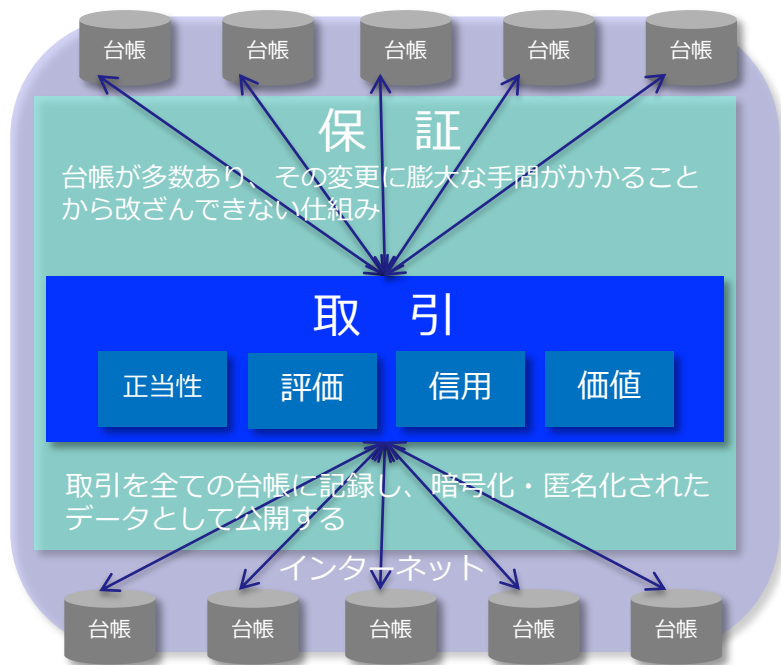 台帳
台帳
台帳
台帳
台帳
保　証
台帳が多数あり、その変更に膨大な手間がかかること
から改ざんできない仕組み
取　引
正当性
評価
信用
価値
取引を全ての台帳に記録し、暗号化・匿名化された
データとして公開する
インターネット
台帳
台帳
台帳
台帳
台帳